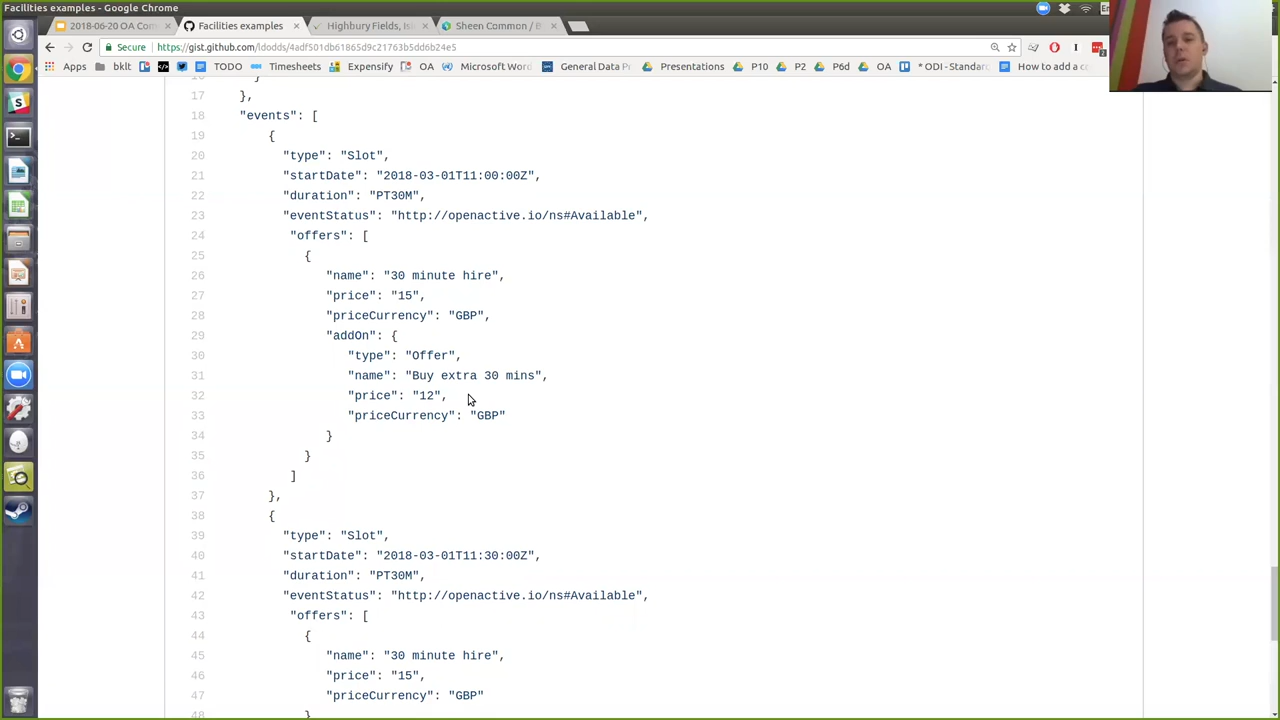 Facilities examples - Google Chrome
2018-06-20 OA Com
Facilities examples
Highbury Fields, Isl
Sheen Common / B
Secure
https://gist.github.com/ldodds/4adf501db61865d9c21763b5dd6b24e5
Apps
bklt
TODO
Timesheets
Expensify
OA
Microsoft Word
General Data Pr
Presentations
P10
P2
P6d
OA
* ODI - Standard
How to add a c
16 }
17 },
18 "events": [
19 {
20 "type": "Slot",
21 "startDate": "2018-03-01T11:00:00Z",
22 "duration": "PT30M",
23 "eventStatus": "http://openactive.io/ns#Available",
24 "offers": [
25 {
26 "name": "30 minute hire",
27 "price": "15",
28 "priceCurrency": "GBP",
29 "addOn": {
30 "type": "Offer",
31 "name": "Buy extra 30 mins",
32 "price": "12",
33 "priceCurrency": "GBP"
34 }
35 }
36 ]
37 },
38 {
39 "type": "Slot",
40 "startDate": "2018-03-01T11:30:00Z",
41 "duration": "PT30M",
42 "eventStatus": "http://openactive.io/ns#Available",
43 "offers": [
44 {
45 "name": "30 minute hire",
46 "price": "15",
47 "priceCurrency": "GBP"
48 }